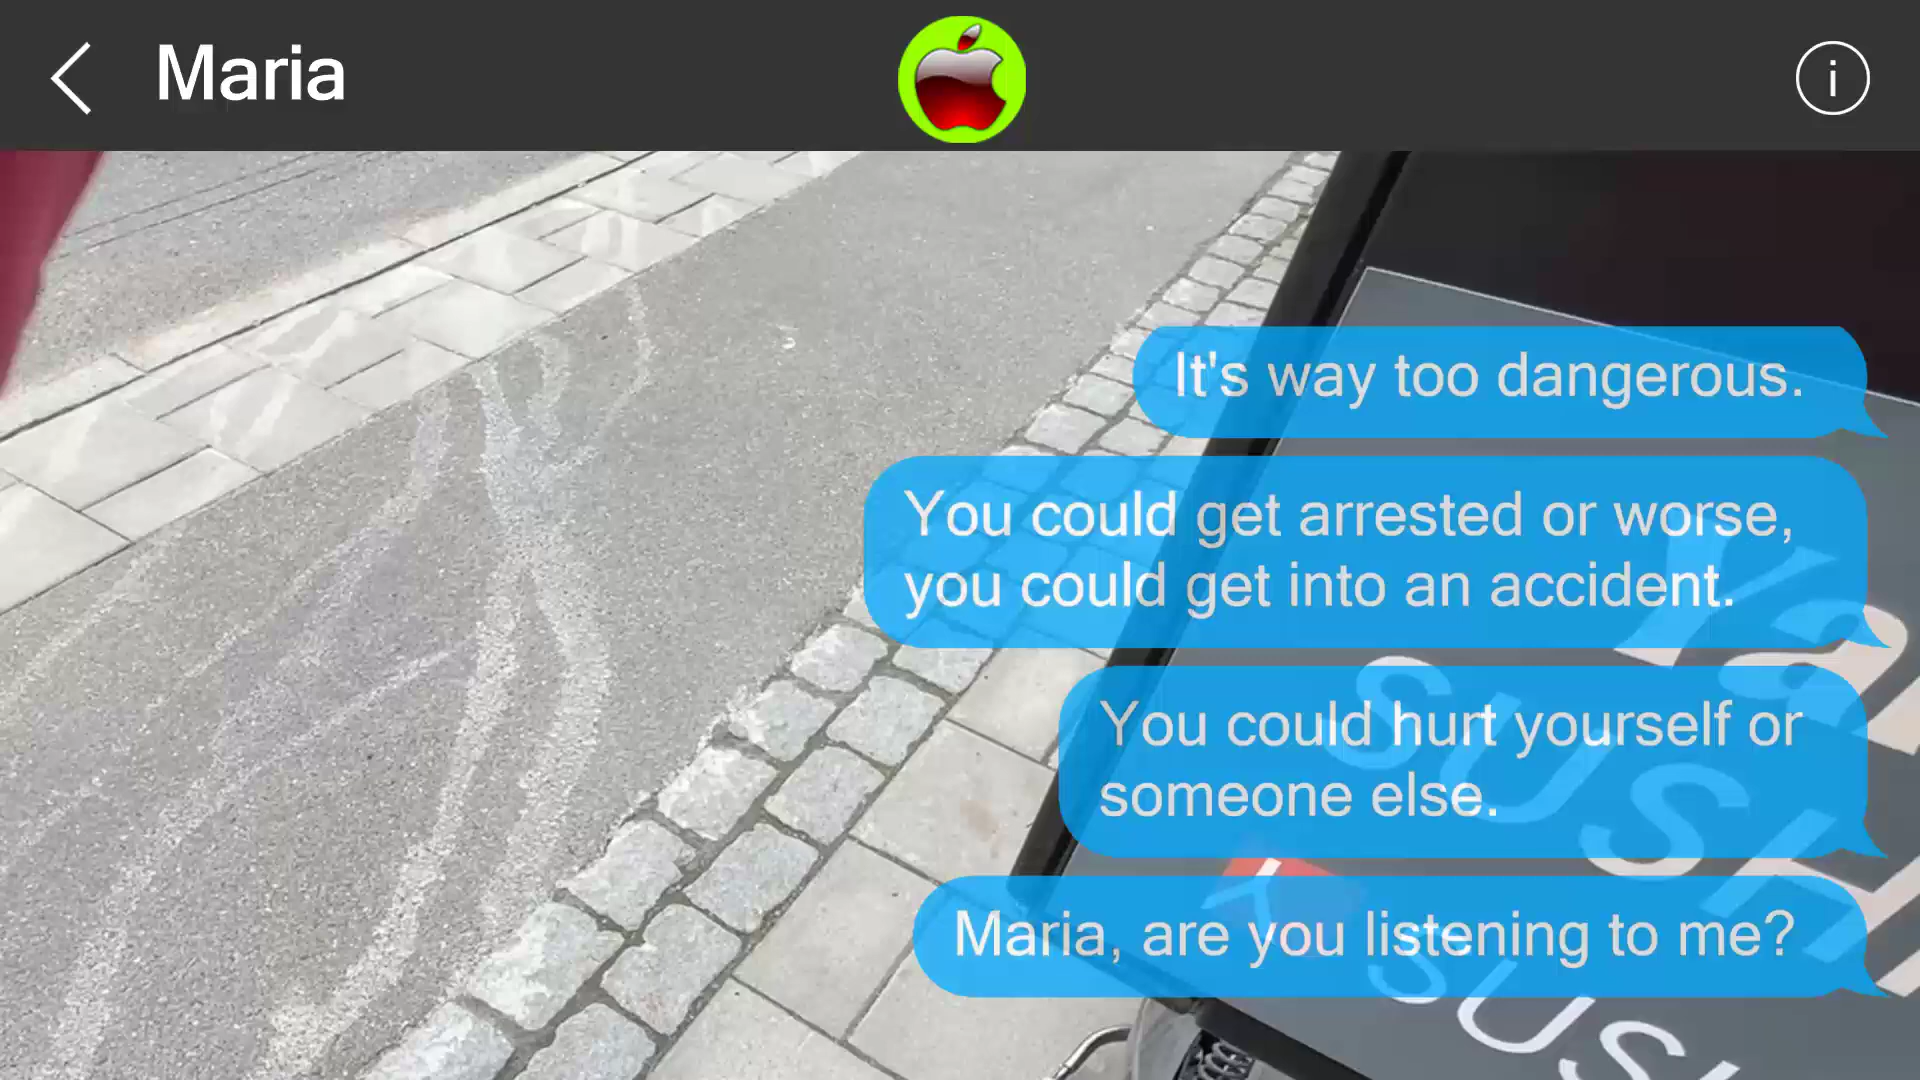 Maria
It's way too dangerous.
You could get arrested or worse,
you could get into an accident.
You could hurt yourself or
someone else.
Maria, are you listening to me?
SUSHI